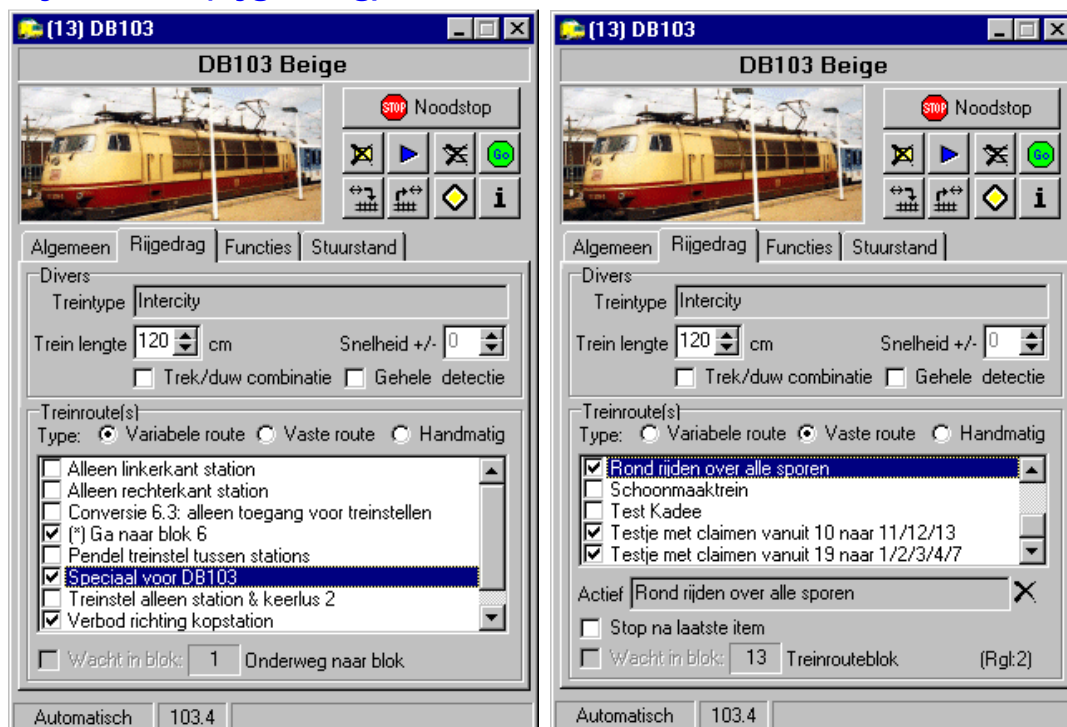 (13) DB103
DB103 Beige
STOP Noodstop
Go
i
Algemeen Rijgedrag Functies Stuurstand
Divers
Treintype Intercity
Trein lengte 120 cm Snelheid +/- 0
Trek/duw combinatie Gehele detectie
Treinroute(s)
Type: Variabele route Vaste route Handmatig
Alleen linkerkant station
Alleen rechterkant station
Conversie 6.3: alleen toegang voor treinstellen
(*) Ga naar blok 6
Pendel treinstel tussen stations
Speciaal voor DB103
Treinstel alleen station & keerlus 2
Verbod richting kopstation
Wacht in blok: 1 Onderweg naar blok
Automatisch 103.4
(13) DB103
DB103 Beige
STOP Noodstop
Go
i
Algemeen Rijgedrag Functies Stuurstand
Divers
Treintype Intercity
Trein lengte 120 cm Snelheid +/- 0
Trek/duw combinatie Gehele detectie
Treinroute(s)
Type: Variabele route Vaste route Handmatig
Rond rijden over alle sporen
Schoonmaaktrein
Test Kadee
Testje met claimen vanuit 10 naar 11/12/13
Testje met claimen vanuit 19 naar 1/2/3/4/7
Actief Rond rijden over alle sporen
Stop na laatste item
Wacht in blok: 13 Treinrouteblok (Rgl:2)
Automatisch 103.4